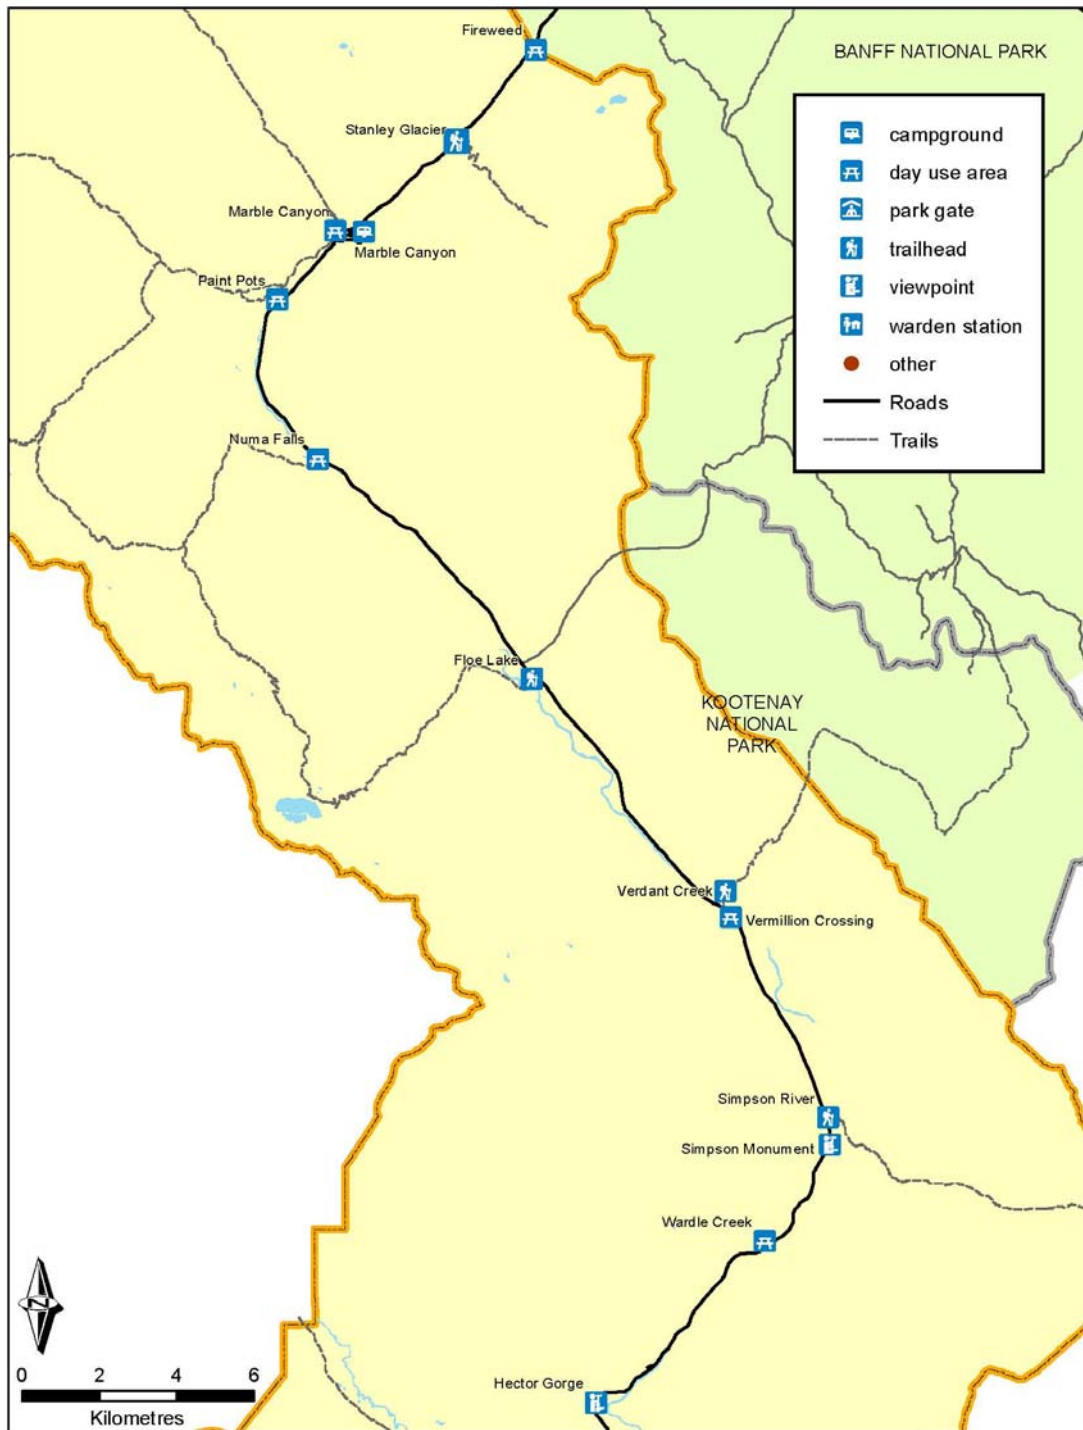 Fireweed
BANFF NATIONAL PARK
campground
day use area
park gate
trailhead
viewpoint
warden station
other
Roads
Trails
Stanley Glacier
Marble Canyon
Marble Canyon
Paint Pots
Numa Falls
Floe Lake
KOOTENAY
NATIONAL
PARK
Verdant Creek
Vermillion Crossing
Simpson River
Simpson Monument
Wardle Creek
Hector Gorge
N
0 2 4 6
Kilometres